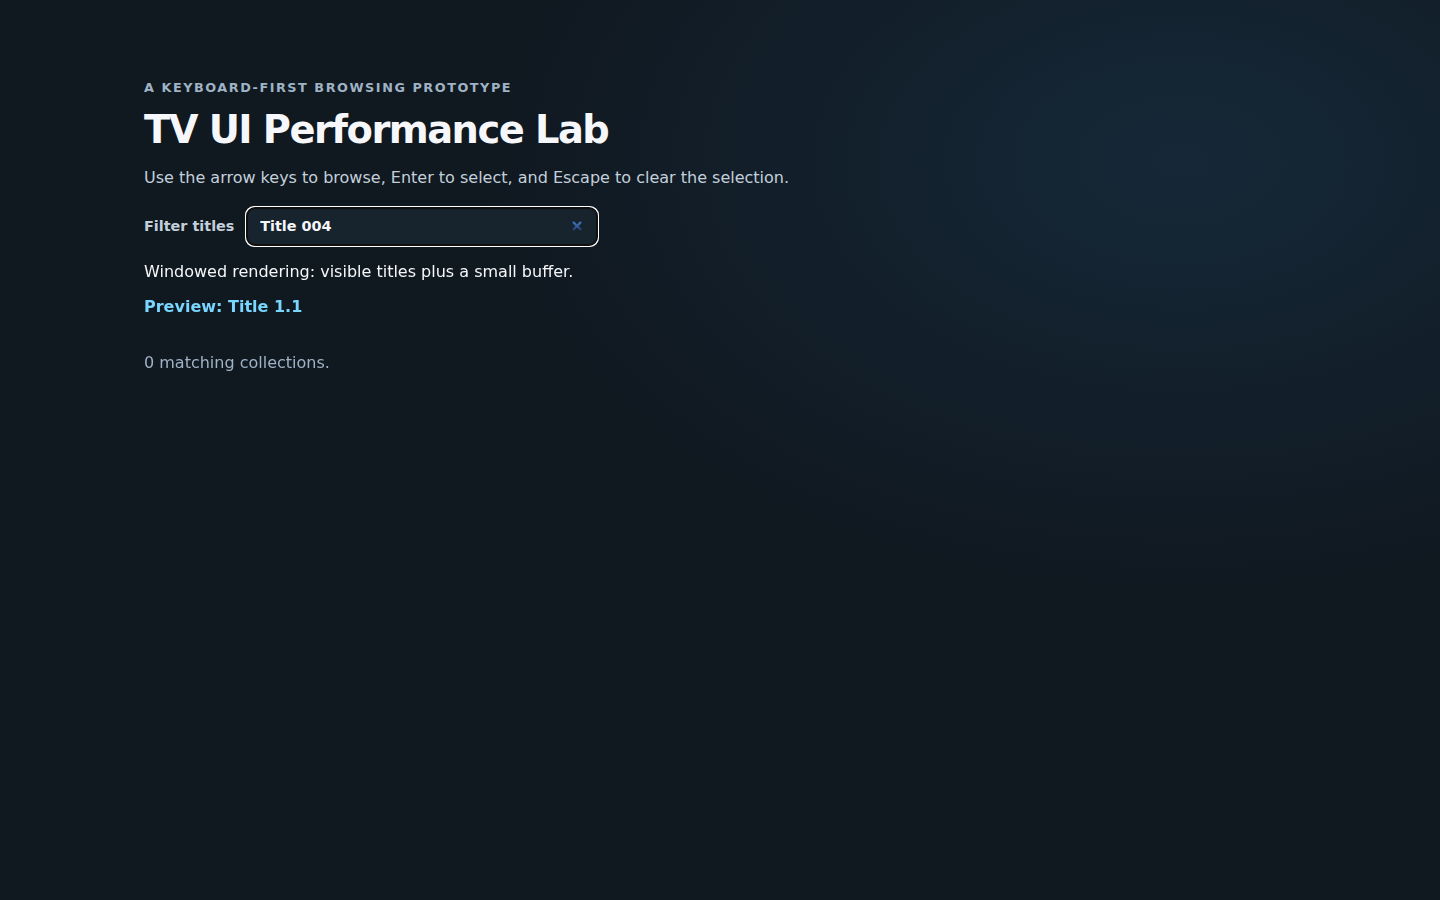 A KEYBOARD-FIRST BROWSING PROTOTYPE
TV UI Performance Lab
Use the arrow keys to browse, Enter to select, and Escape to clear the selection.
Filter titles Title 004
Windowed rendering: visible titles plus a small buffer.
Preview: Title 1.1
0 matching collections.